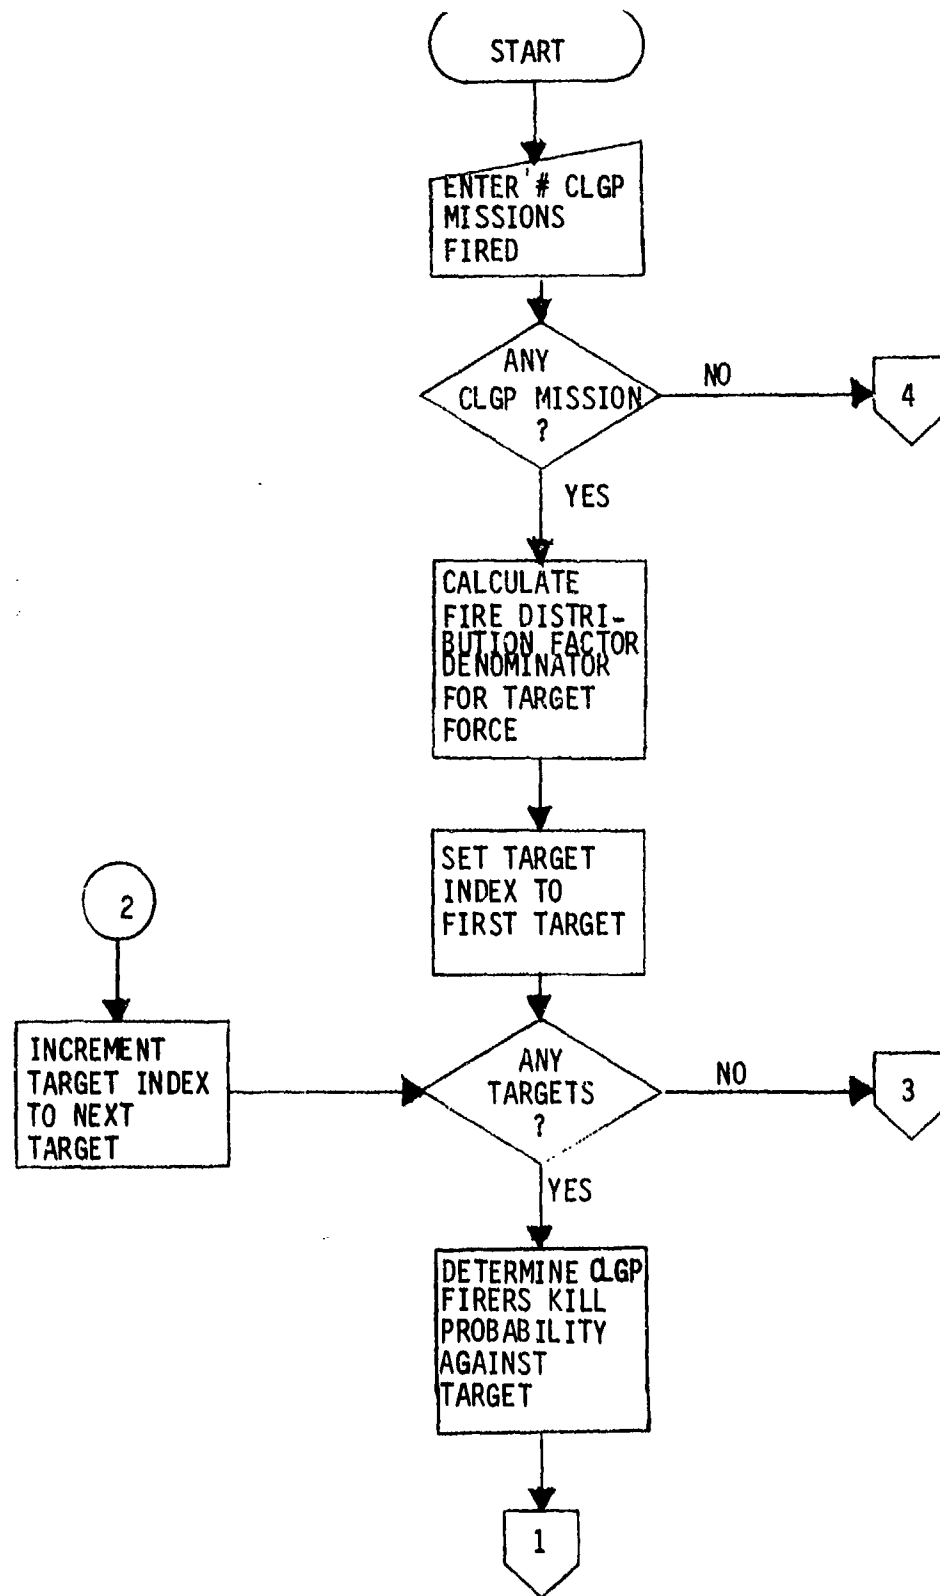 START
ENTER # CLGP
MISSIONS
FIRED
ANY
CLGP MISSION
?
NO
4
YES
CALCULATE
FIRE DISTRI-
BUTION FACTOR
DENOMINATOR
FOR TARGET
FORCE
SET TARGET
INDEX TO
FIRST TARGET
2
INCREMENT
TARGET INDEX
TO NEXT
TARGET
ANY
TARGETS
?
NO
3
YES
DETERMINE CLGP
FIRERS KILL
PROBABILITY
AGAINST
TARGET
1